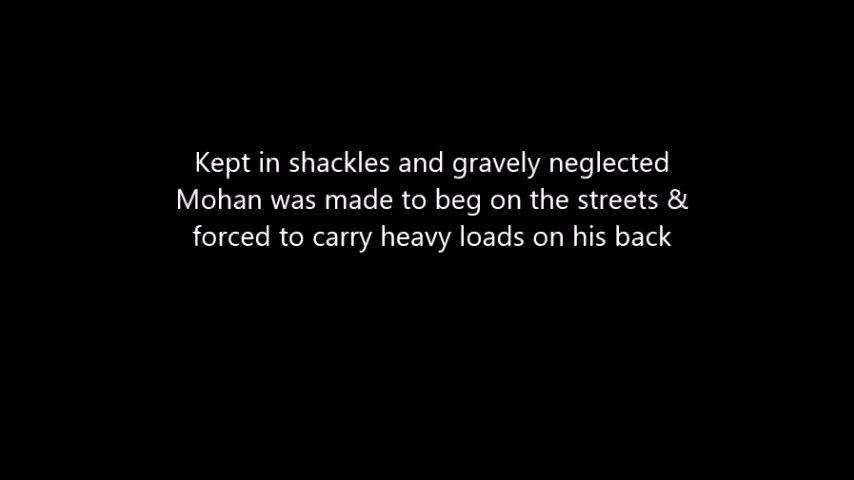 Kept in shackles and gravely neglected
Mohan was made to beg on the streets &
forced to carry heavy loads on his back